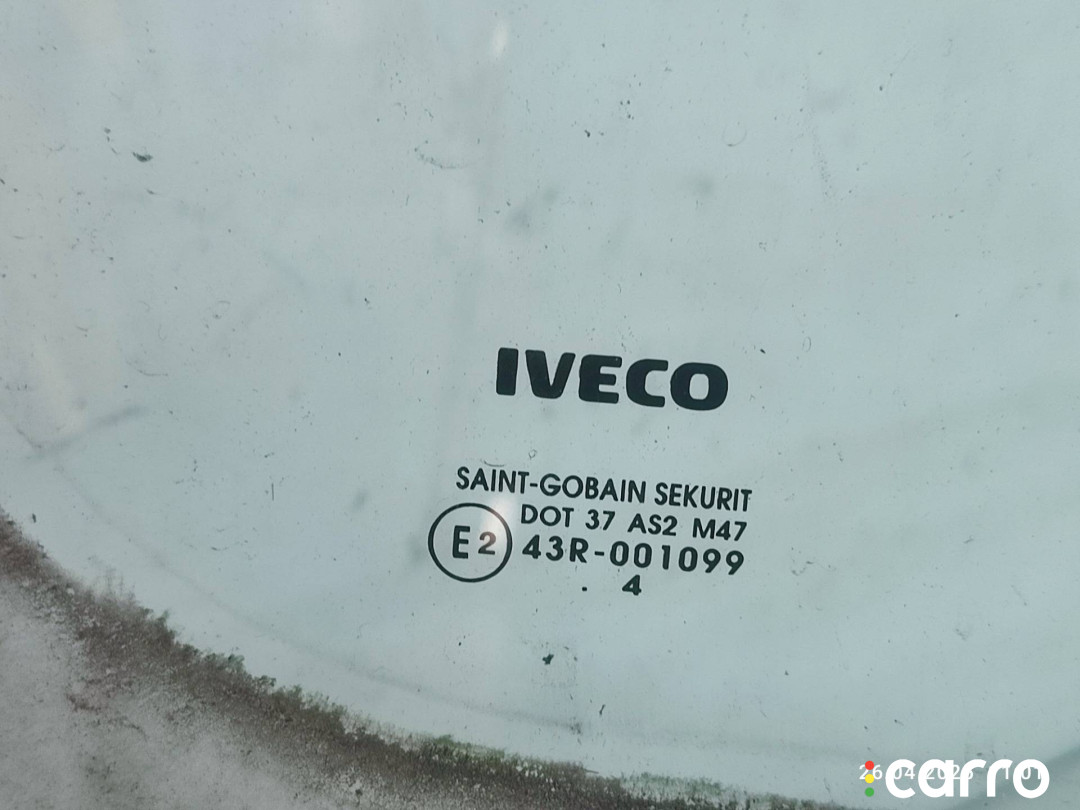 IVECO
SAINT-GOBAIN SEKURIT
DOT 37 AS2 M47
E2 43R-001099
. 4
carro